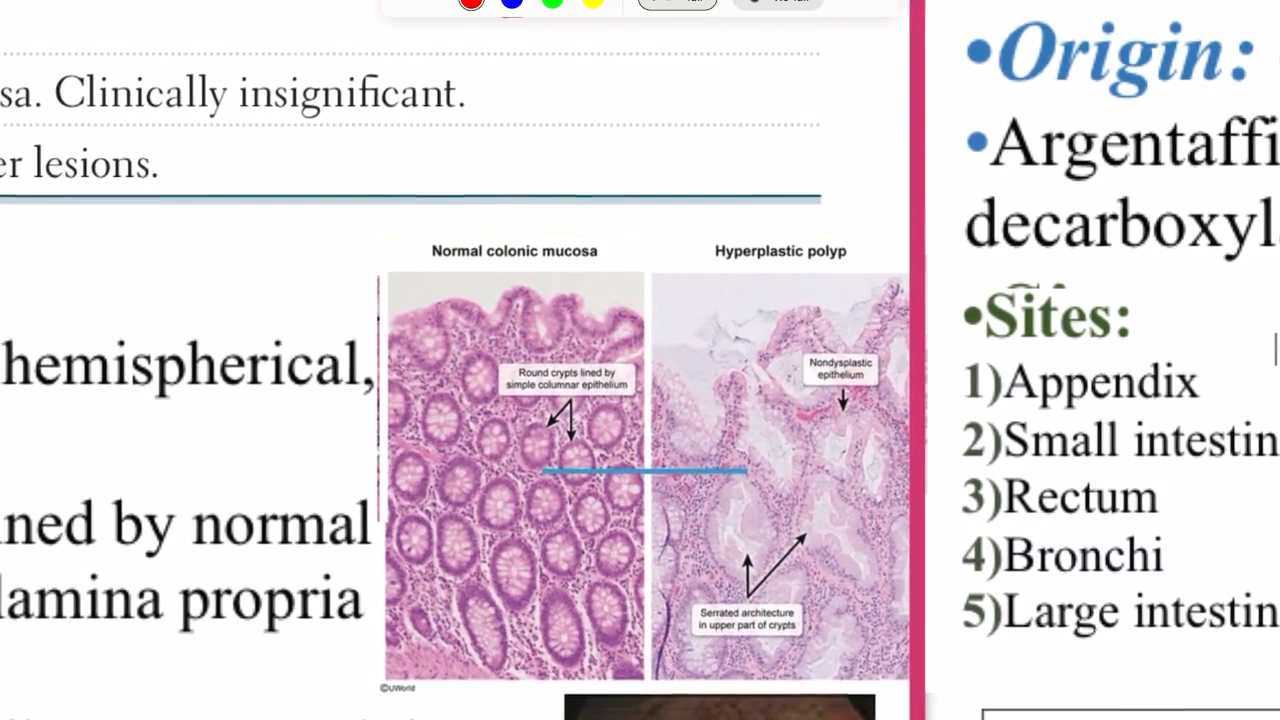 sa. Clinically insignificant.
er lesions.
hemispherical,
ned by normal
lamina propria
Normal colonic mucosa
Hyperplastic polyp
Round crypts lined by
simple columnar epithelium
Nondysplastic
epithelium
Serrated architecture
in upper part of crypts
©UWorld
•Origin:
•Argentaffi
decarboxyl
•Sites:
1)Appendix
2)Small intestin
3)Rectum
4)Bronchi
5)Large intestin